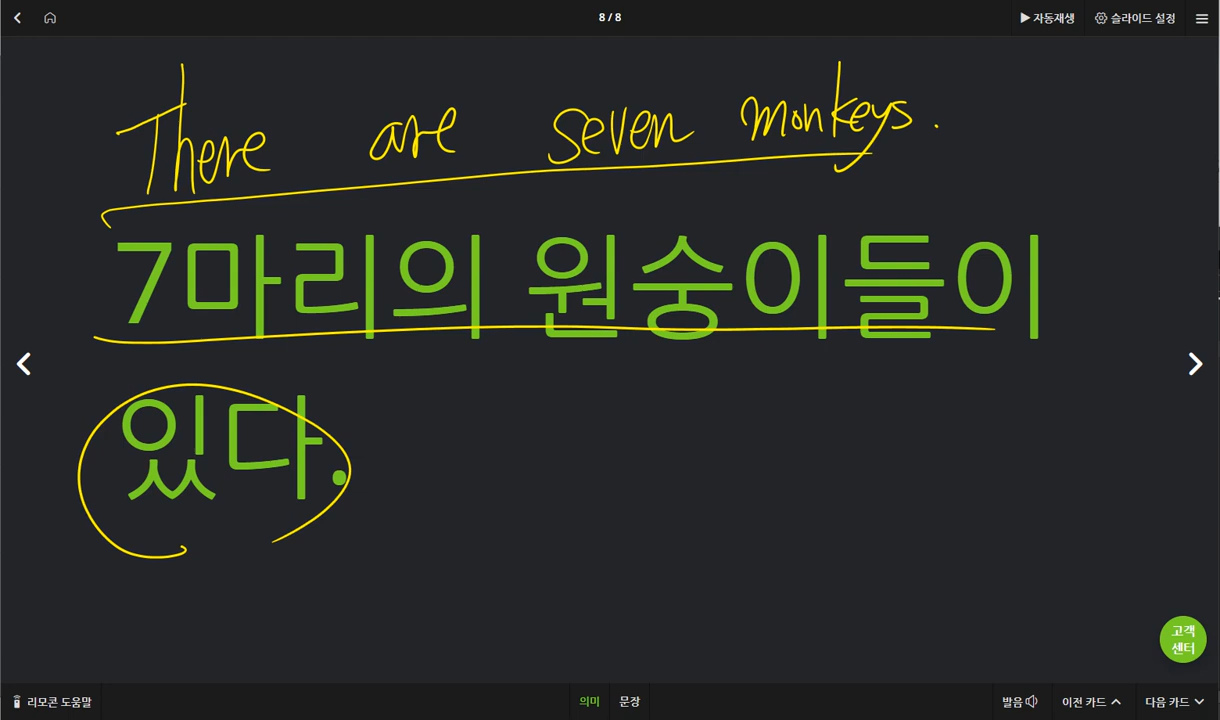 8 / 8
자동재생
슬라이드 설정
There are seven monkeys.
7마리의 원숭이들이
있다.
고객
센터
리모콘 도움말
의미
문장
발음
이전 카드
다음 카드